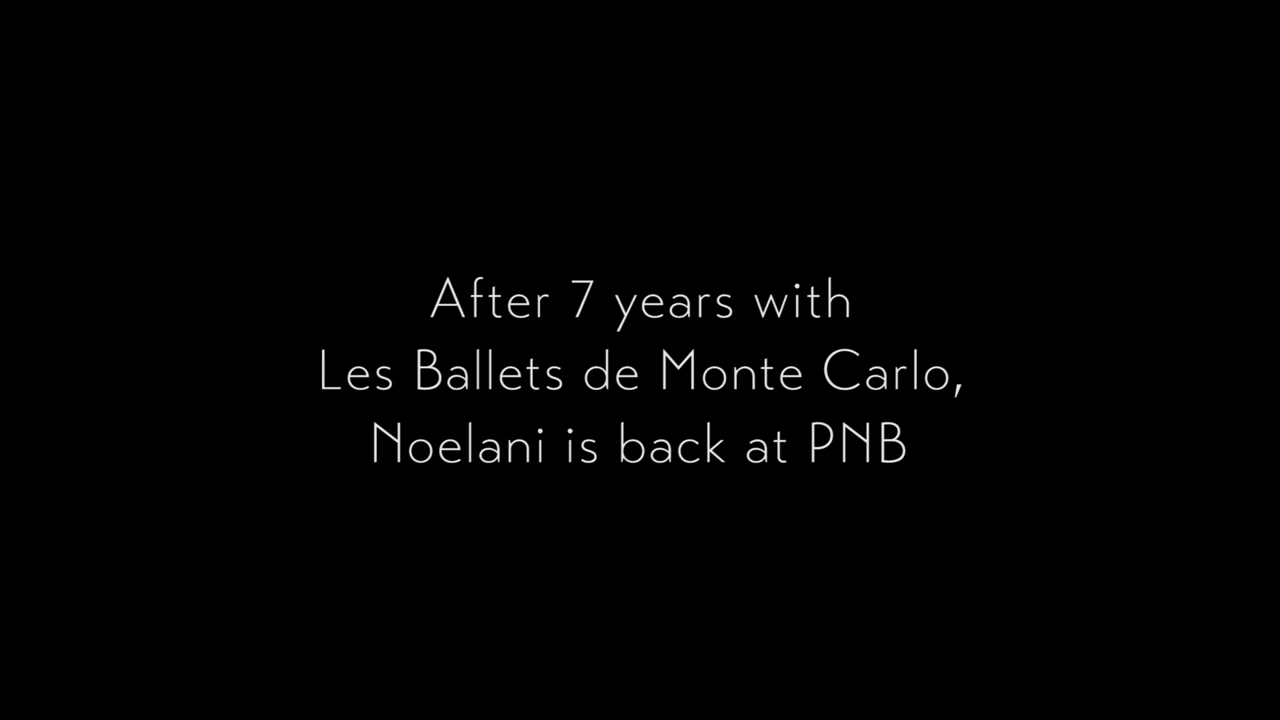 After 7 years with
Les Ballets de Monte Carlo,
Noelani is back at PNB